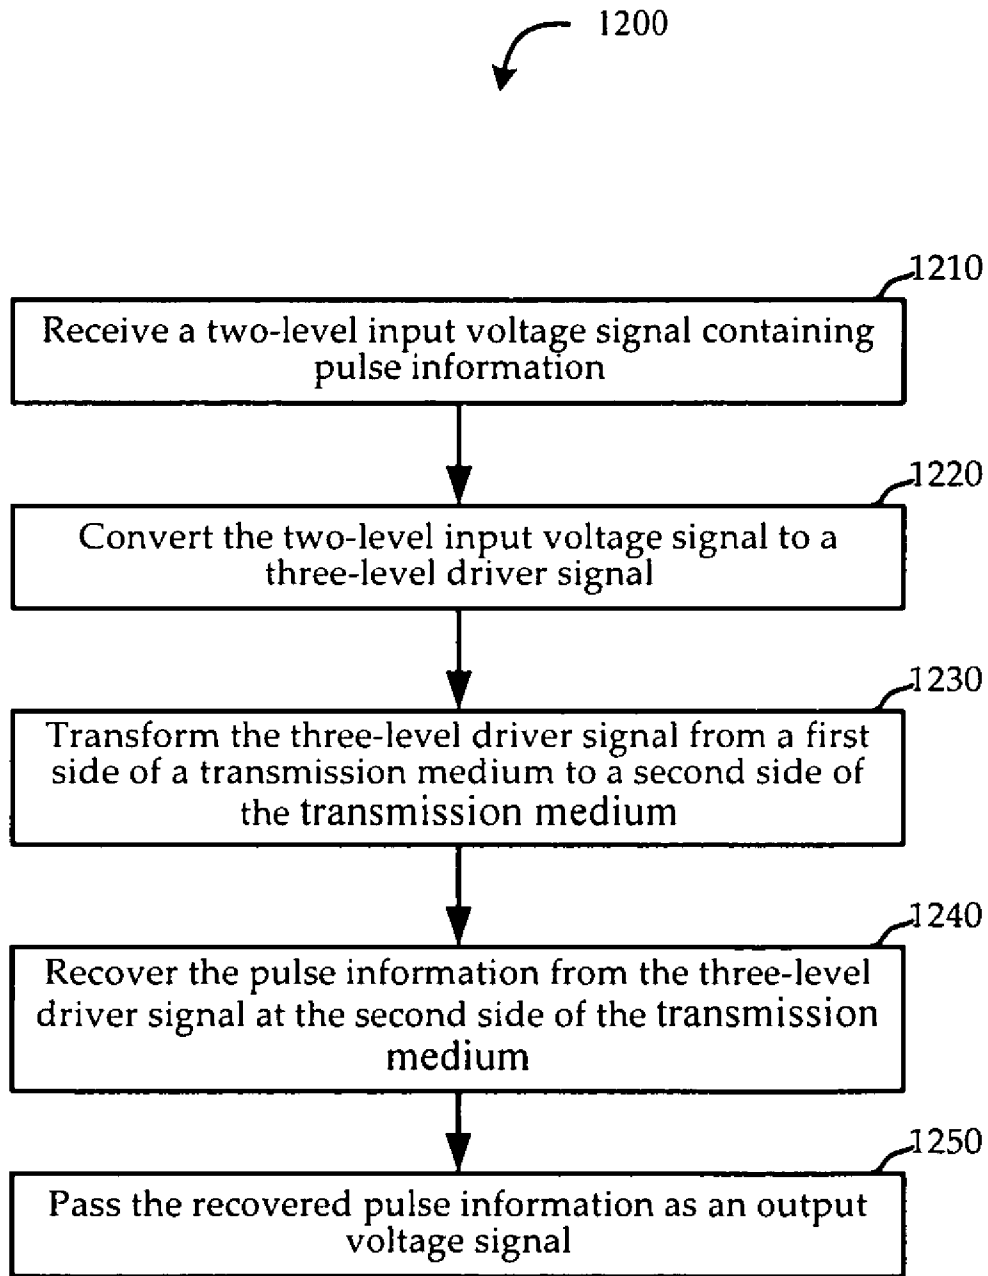 1200
1210
Receive a two-level input voltage signal containing
pulse information
1220
Convert the two-level input voltage signal to a
three-level driver signal
1230
Transform the three-level driver signal from a first
side of a transmission medium to a second side of
the transmission medium
1240
Recover the pulse information from the three-level
driver signal at the second side of the transmission
medium
1250
Pass the recovered pulse information as an output
voltage signal